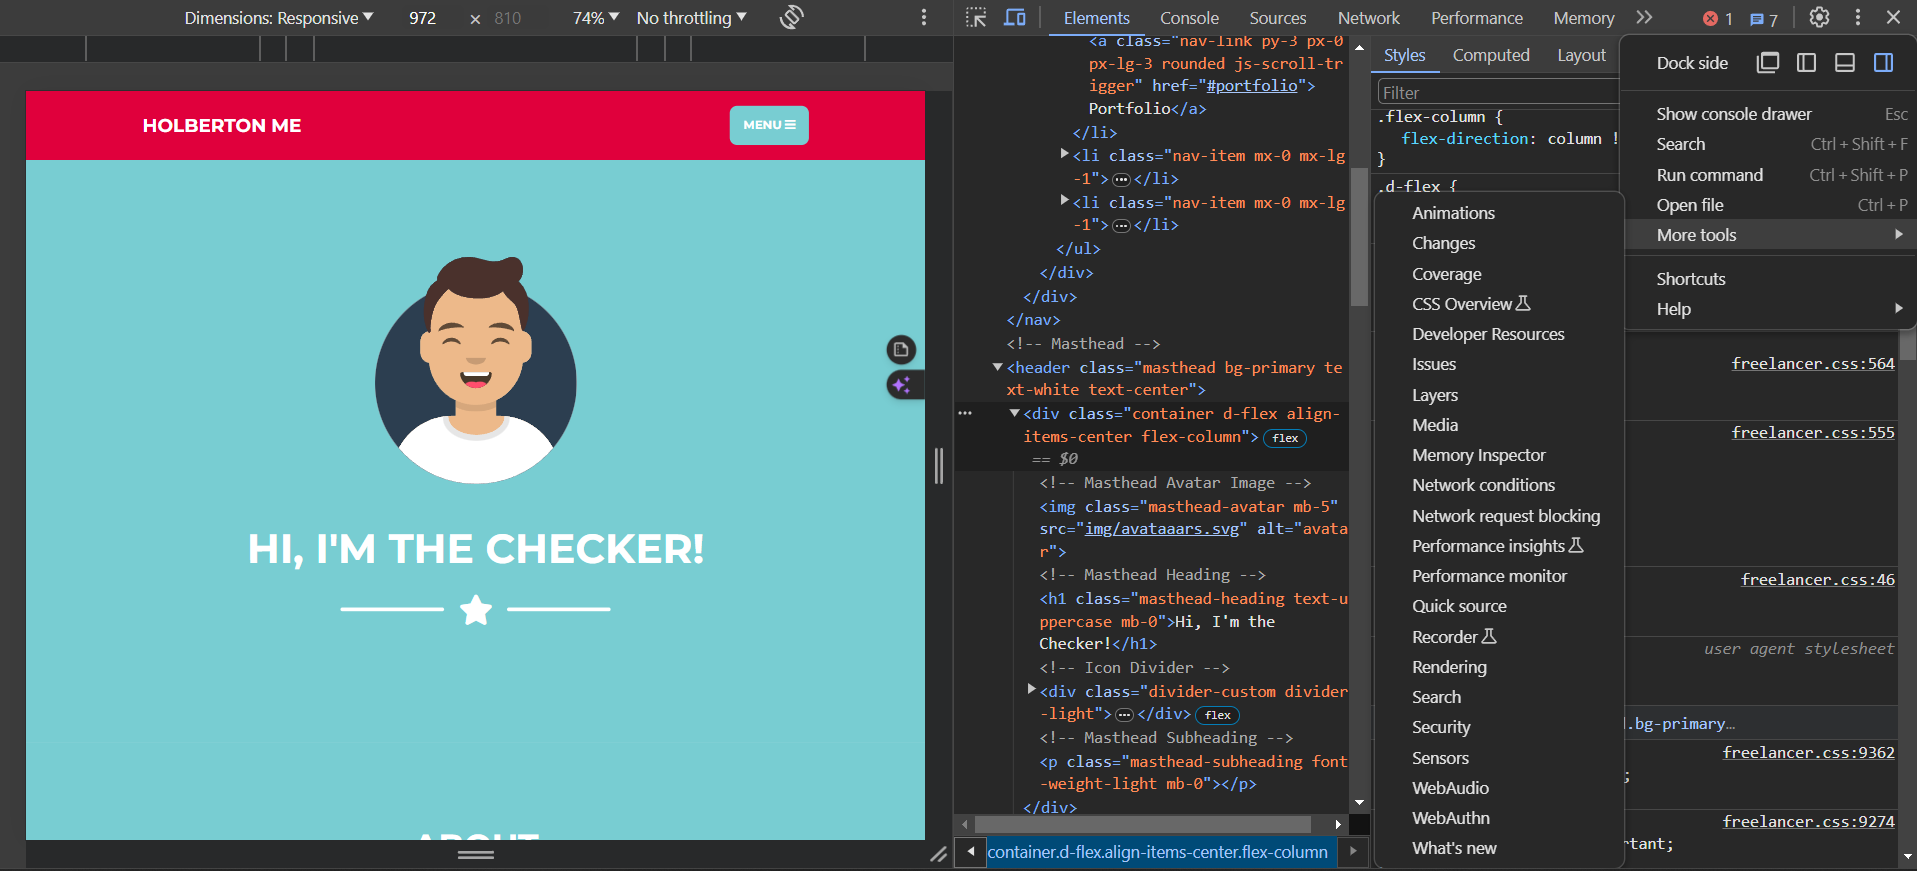 Dimensions: Responsive 972 × 810 74% No throttling
HOLBERTON ME
MENU
HI, I'M THE CHECKER!
ABOUT
Elements Console Sources Network Performance Memory 1 7
<a class="nav-link py-3 px-0
px-lg-3 rounded js-scroll-tr
igger" href="#portfolio">
Portfolio</a>
</li>
<li class="nav-item mx-0 mx-lg
-1">…</li>
<li class="nav-item mx-0 mx-lg
-1">…</li>
</ul>
</div>
</div>
</nav>
<!-- Masthead -->
<header class="masthead bg-primary te
xt-white text-center">
<div class="container d-flex align-
items-center flex-column"> flex
== $0
<!-- Masthead Avatar Image -->
<img class="masthead-avatar mb-5"
src="img/avataaars.svg" alt="avata
r">
<!-- Masthead Heading -->
<h1 class="masthead-heading text-u
ppercase mb-0">Hi, I'm the
Checker!</h1>
<!-- Icon Divider -->
<div class="divider-custom divider
-light">…</div> flex
<!-- Masthead Subheading -->
<p class="masthead-subheading font
-weight-light mb-0"></p>
</div>
container.d-flex.align-items-center.flex-column
Styles Computed Layout
Filter
.flex-column {
flex-direction: column !
}
.d-flex {
Animations
Changes
Coverage
CSS Overview
Developer Resources
Issues
Layers
Media
Memory Inspector
Network conditions
Network request blocking
Performance insights
Performance monitor
Quick source
Recorder
Rendering
Search
Security
Sensors
WebAudio
WebAuthn
What's new
Dock side
Show console drawer Esc
Search Ctrl + Shift + F
Run command Ctrl + Shift + P
Open file Ctrl + P
More tools
Shortcuts
Help
freelancer.css:564
freelancer.css:555
freelancer.css:46
user agent stylesheet
.bg-primary…
freelancer.css:9362
;
freelancer.css:9274
rtant;